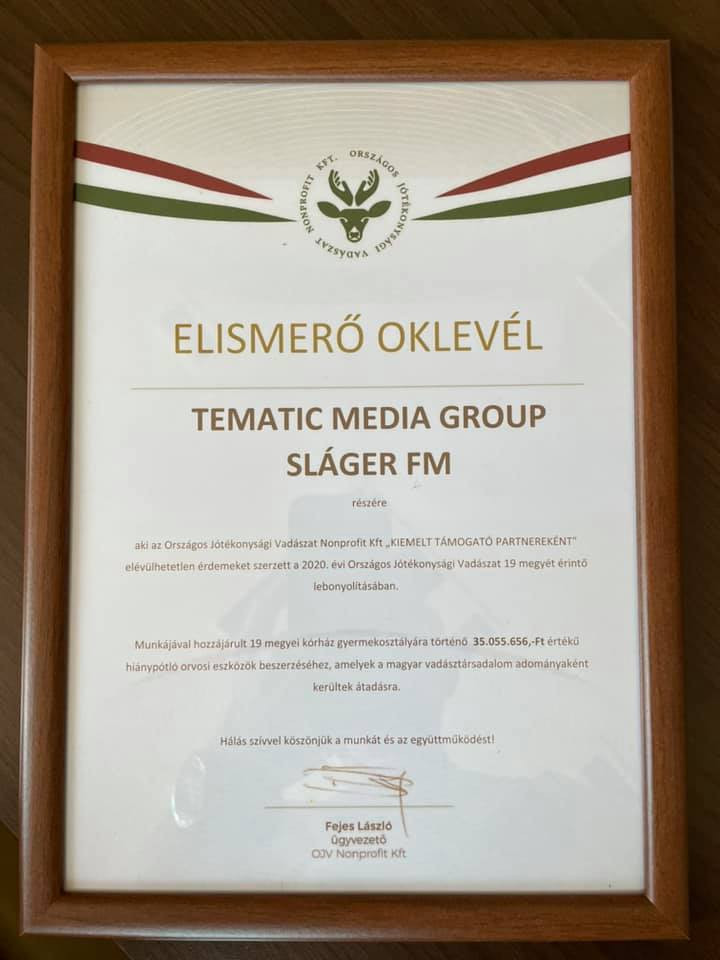 ORSZÁGOS JÓTÉKONYSÁGI VADÁSZAT NONPROFIT KFT.
ELISMERŐ OKLEVÉL
TEMATIC MEDIA GROUP
SLÁGER FM
részére
aki az Országos Jótékonysági Vadászat Nonprofit Kft „KIEMELT TÁMOGATÓ PARTNEREKÉNT"
elévülhetetlen érdemeket szerzett a 2020. évi Országos Jótékonysági Vadászat 19 megyét érintő
lebonyolításában.
Munkájával hozzájárult 19 megyei kórház gyermekosztályára történő 35.055.656,-Ft értékű
hiánypótló orvosi eszközök beszerzéséhez, amelyek a magyar vadásztársadalom adományaként
kerültek átadásra.
Hálás szívvel köszönjük a munkát és az együttműködést!
Fejes László
ügyvezető
OJV Nonprofit Kft